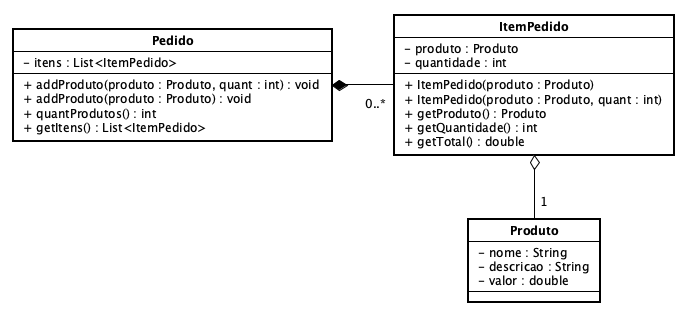 Pedido
- itens : List<ItemPedido>
+ addProduto(produto : Produto, quant : int) : void
+ addProduto(produto : Produto) : void
+ quantProdutos() : int
+ getItens() : List<ItemPedido>
0..*
ItemPedido
- produto : Produto
- quantidade : int
+ ItemPedido(produto : Produto)
+ ItemPedido(produto : Produto, quant : int)
+ getProduto() : Produto
+ getQuantidade() : int
+ getTotal() : double
1
Produto
- nome : String
- descricao : String
- valor : double